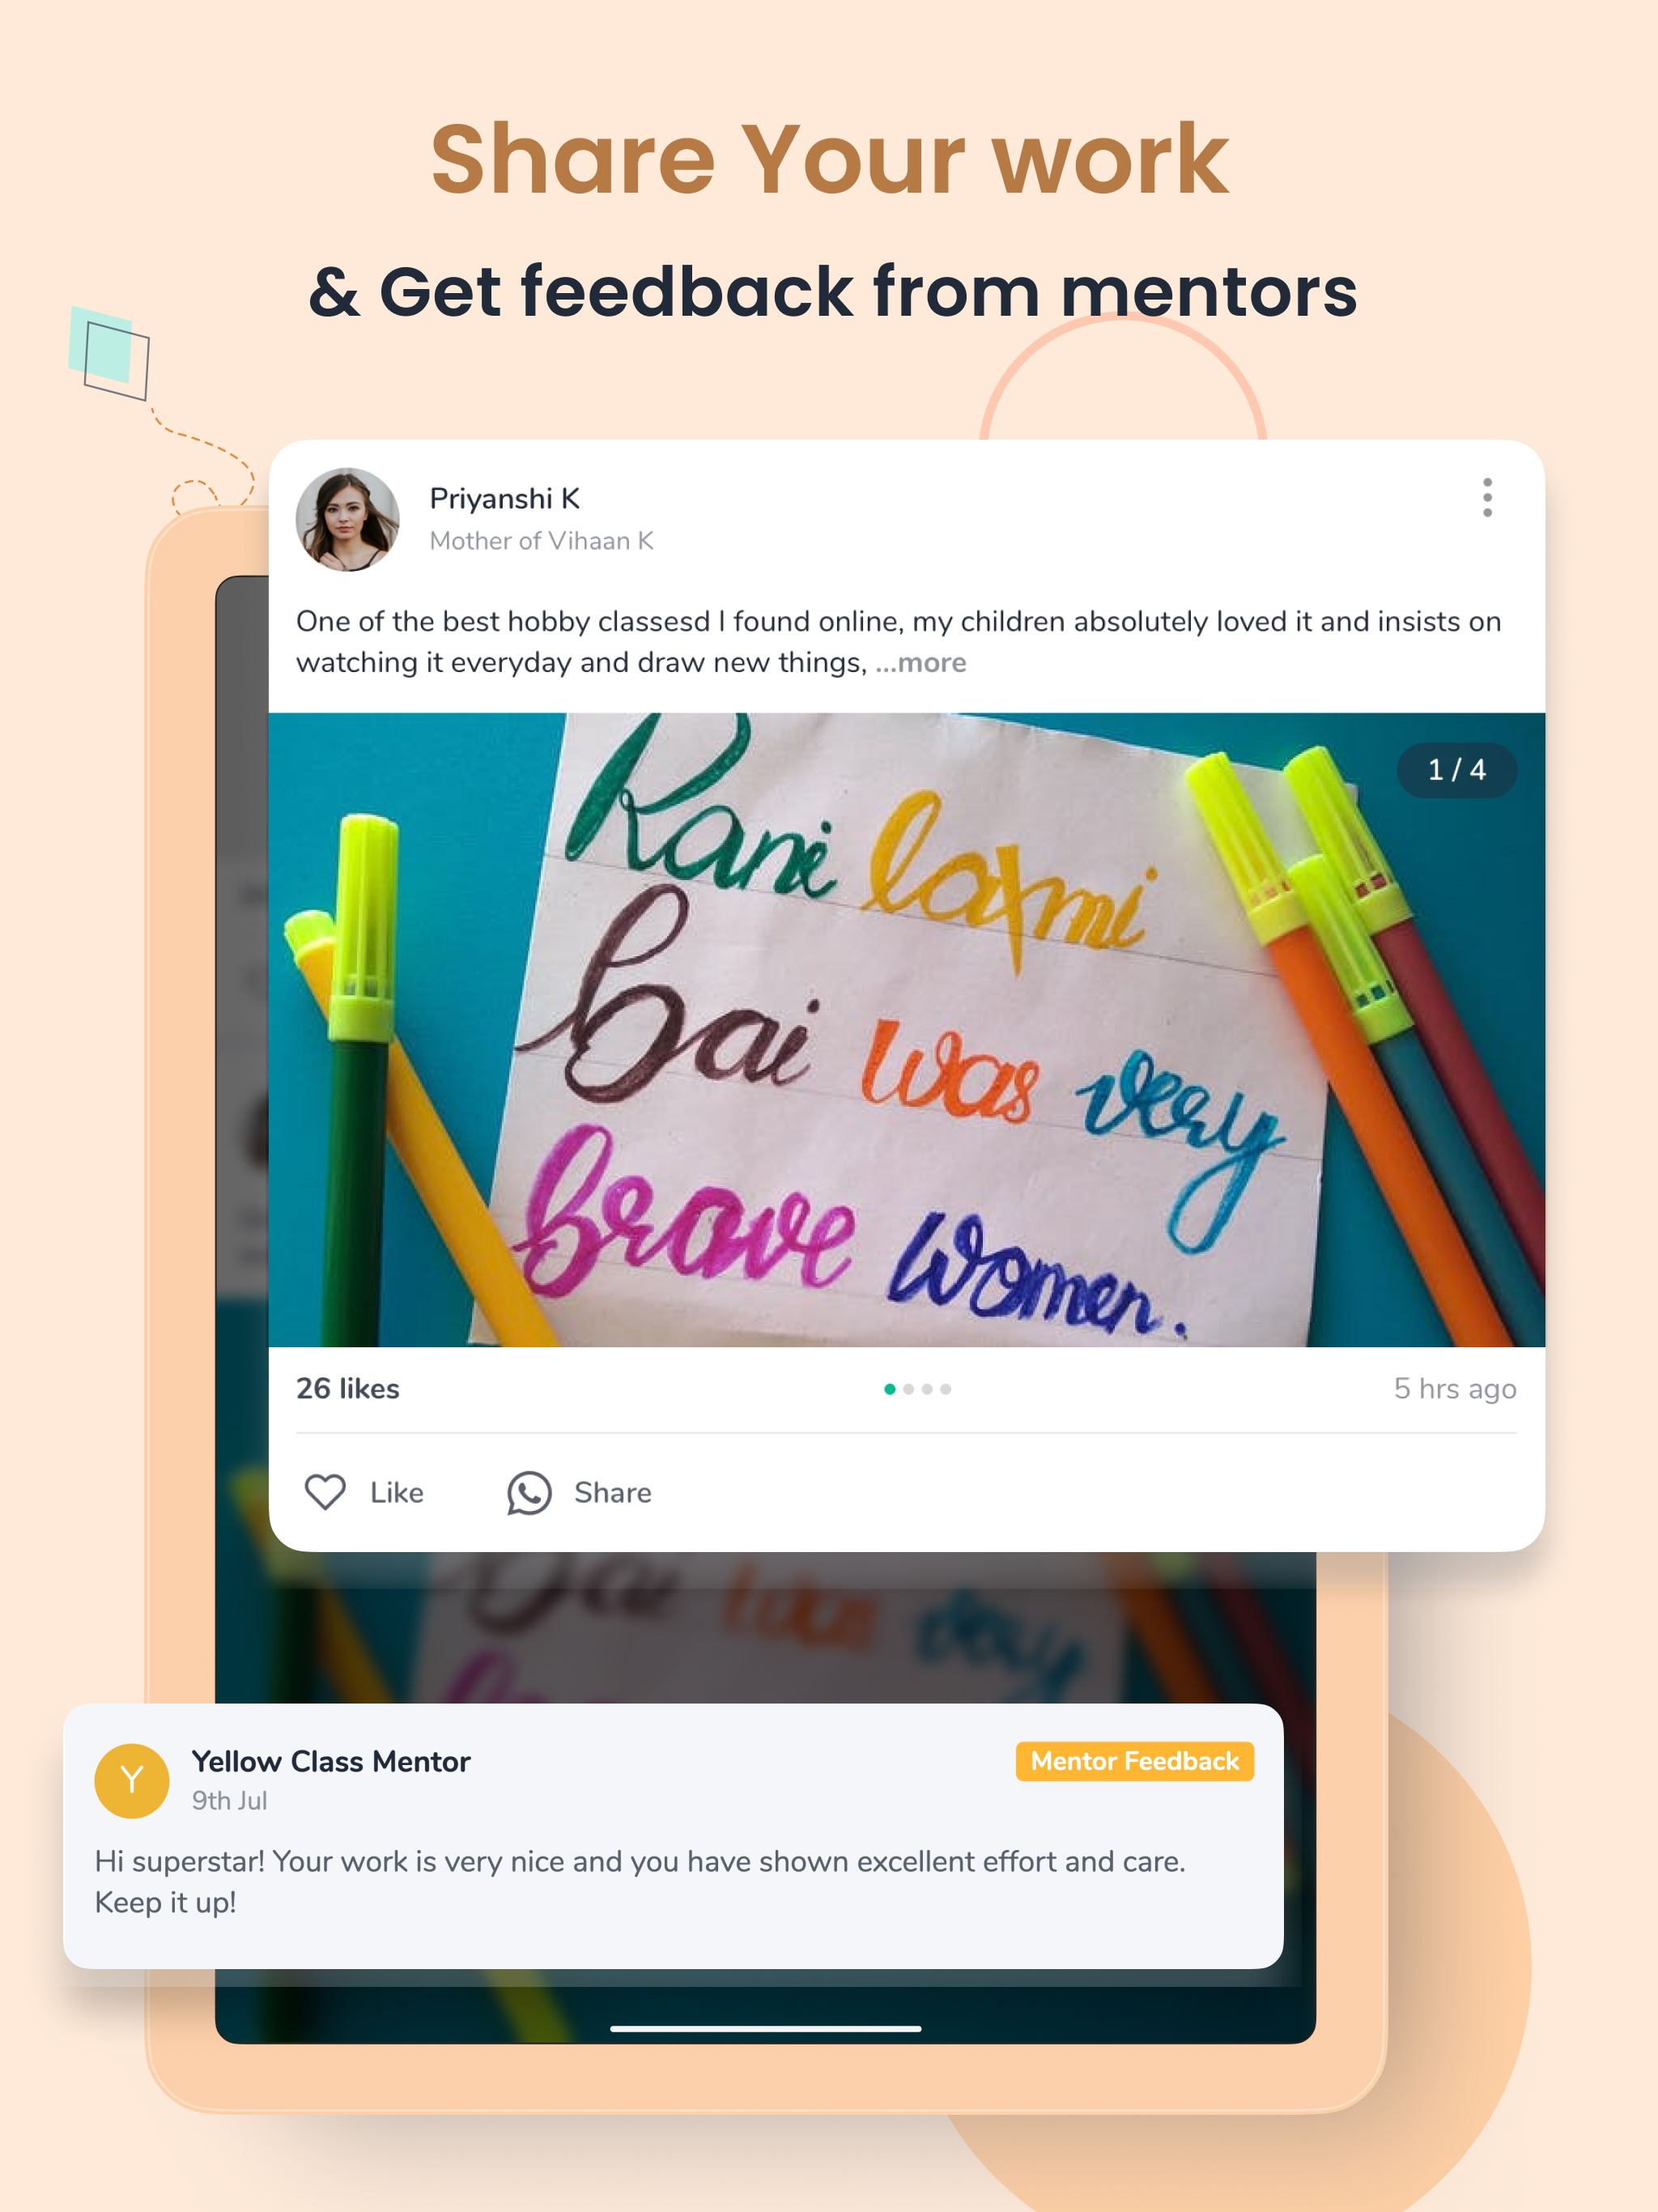 Share Your work
& Get feedback from mentors
Priyanshi K
Mother of Vihaan K
One of the best hobby classesd I found online, my children absolutely loved it and insists on
watching it everyday and draw new things, ...more
1 / 4
Rani laxmi
bai was very
brave women.
26 likes
5 hrs ago
Like
Share
bai was very
Y
Yellow Class Mentor
Mentor Feedback
9th Jul
Hi superstar! Your work is very nice and you have shown excellent effort and care.
Keep it up!